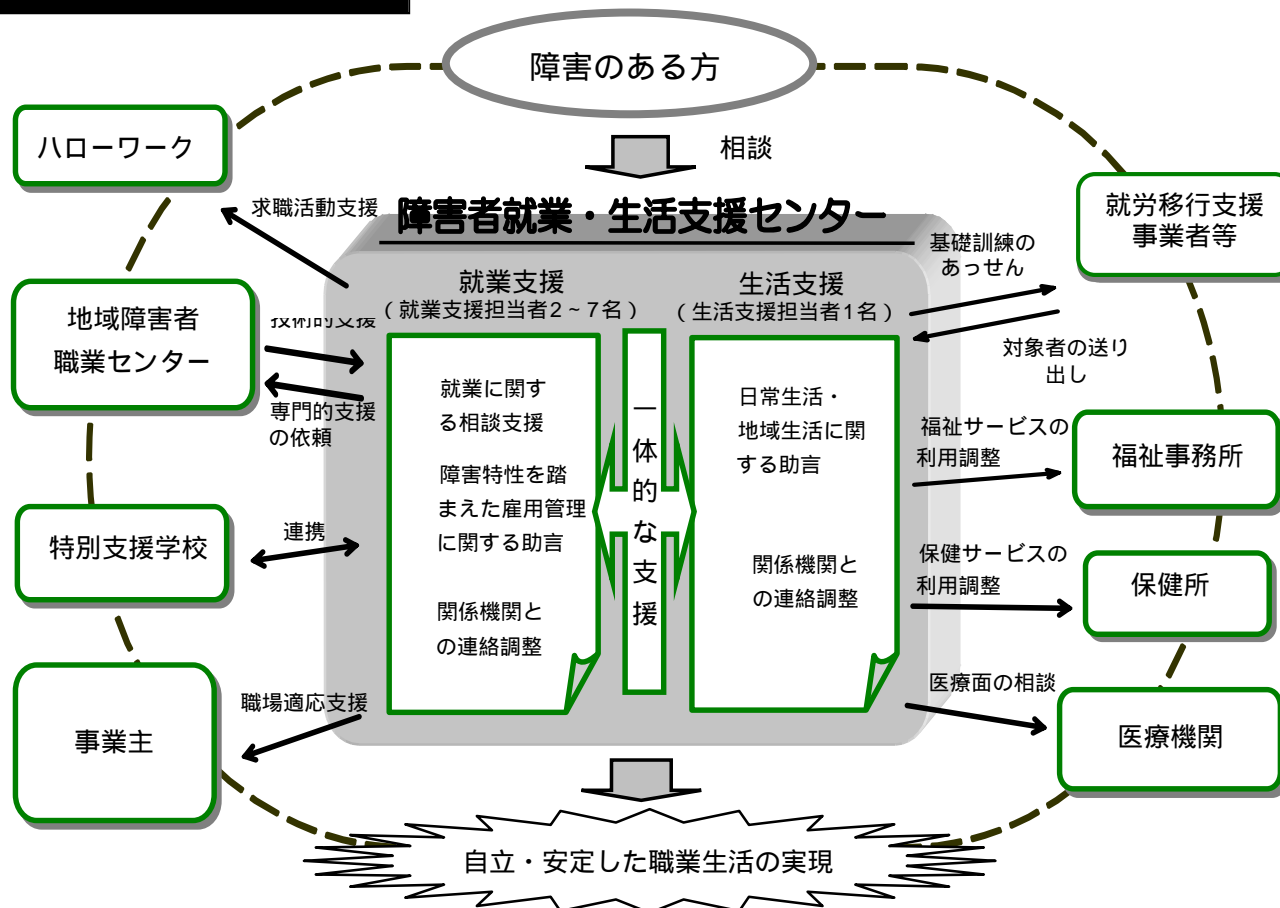 障害のある方
相談
ハローワーク
求職活動支援
障害者就業・生活支援センター
就労移行支援
事業者等
基礎訓練の
あっせん
就業支援
(就業支援担当者2~7名)
生活支援
(生活支援担当者1名)
地域障害者
職業センター
技術的支援
専門的支援
の依頼
対象者の送り
出し
就業に関す
る相談支援
障害特性を踏
まえた雇用管理
に関する助言
関係機関と
の連絡調整
一体的な支援
日常生活・
地域生活に関
する助言
関係機関と
の連絡調整
福祉サービスの
利用調整
福祉事務所
特別支援学校
連携
保健サービスの
利用調整
保健所
事業主
職場適応支援
医療面の相談
医療機関
自立・安定した職業生活の実現